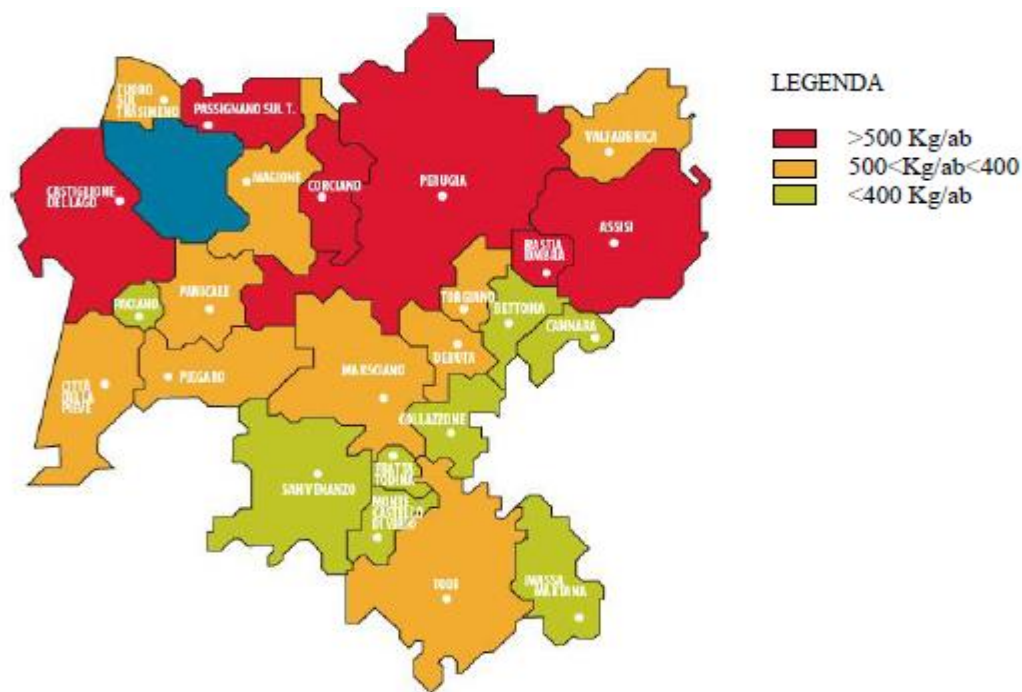 LEGENDA
>500 Kg/ab
500<Kg/ab<400
<400 Kg/ab
TUORO
SUL
TRASIMENO
PASSIGNANO SUL T.
VALFABBRICA
MAGIONE
CORCIANO
PERUGIA
CASTIGLIONE
DEL LAGO
ASSISI
BASTIA
UMBRA
PACIANO
PANICALE
TORGIANO
BETTONA
CANNARA
DERUTA
CITTÀ
DELLA
PIEVE
PIEGARO
MARSCIANO
COLLAZZONE
FRATTA
TODINA
SAN VENANZO
MONTE
CASTELLO
DI VIBIO
TODI
MASSA
MARTANA